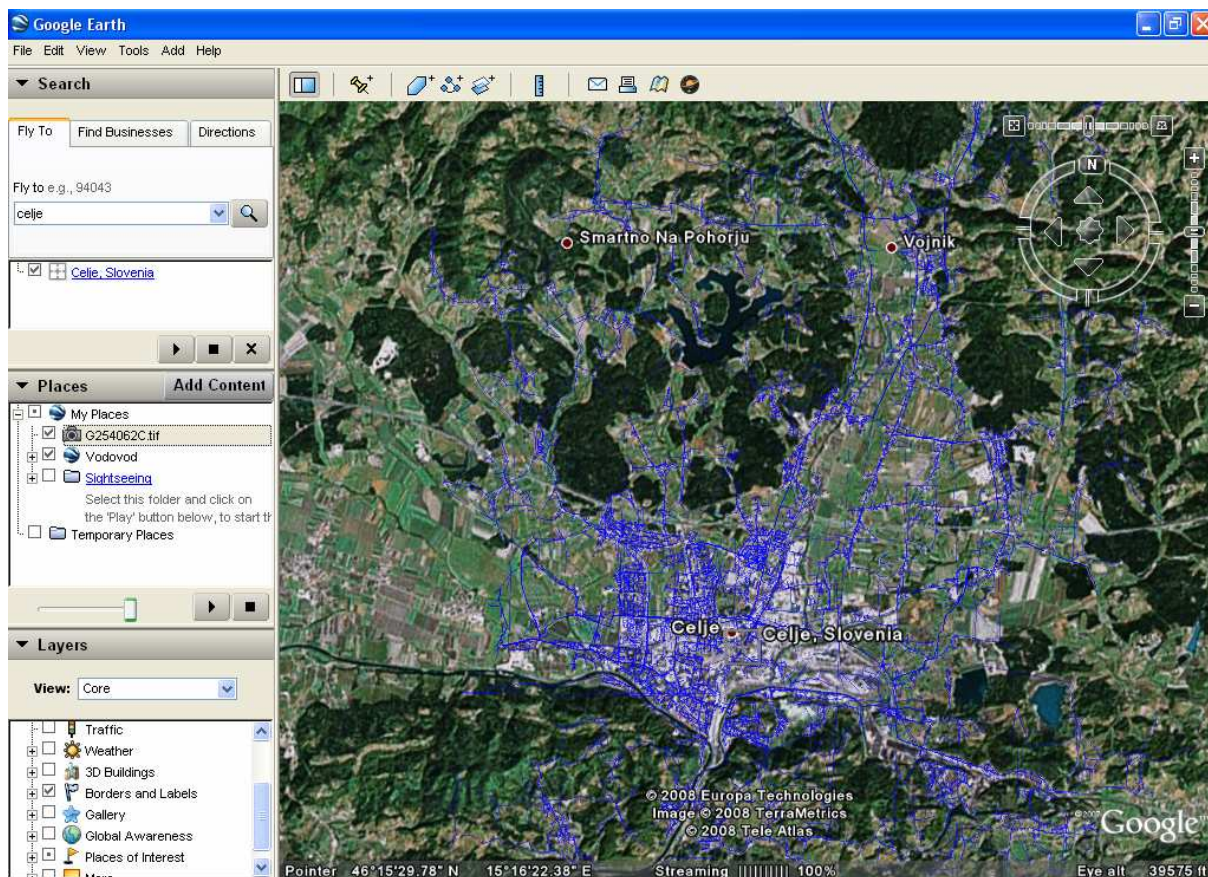 Google Earth
File Edit View Tools Add Help
Search
Fly To
Find Businesses
Directions
Fly to e.g., 94043
celje
Celje, Slovenia
Places
Add Content
My Places
G254062C.tif
Vodovod
Sightseeing
Select this folder and click on
the 'Play' button below, to start th
Temporary Places
Layers
View: Core
Traffic
Weather
3D Buildings
Borders and Labels
Gallery
Global Awareness
Places of Interest
More
N
Smartno Na Pohorju
Vojnik
Celje
Celje, Slovenia
© 2008 Europa Technologies
Image © 2008 TerraMetrics
© 2008 Tele Atlas
©2007 Google™
Pointer 46°15'29.78" N 15°16'22.38" E Streaming |||||||||| 100% Eye alt 39575 ft